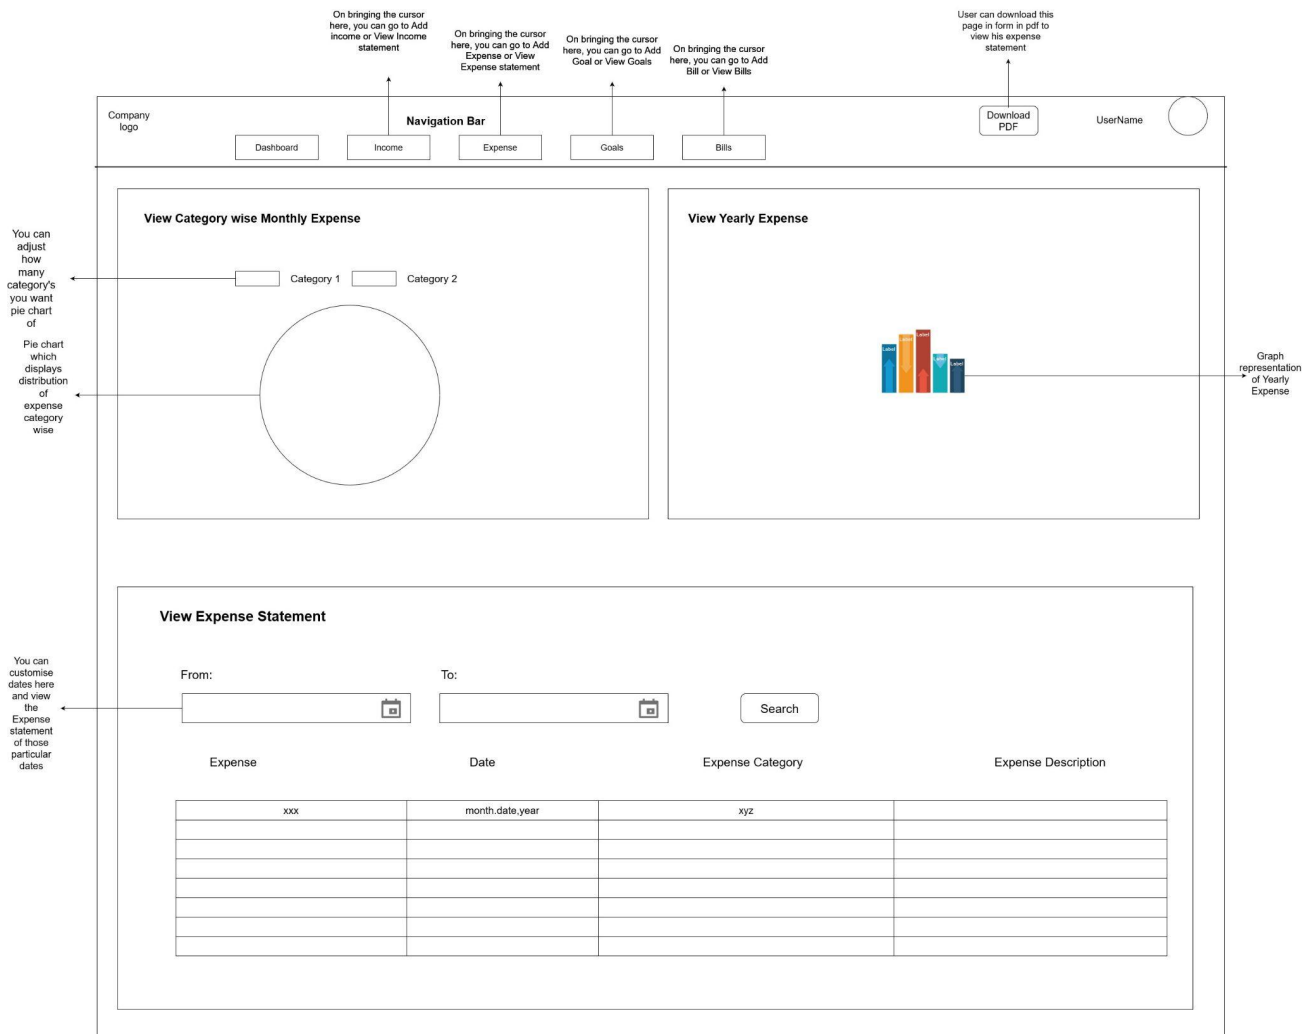 On bringing the cursor
here, you can go to Add
income or View Income
statement
On bringing the cursor
here, you can go to Add
Expense or View
Expense statement
On bringing the cursor
here, you can go to Add
Goal or View Goals
On bringing the cursor
here, you can go to Add
Bill or View Bills
User can download this
page in form in pdf to
view his expense
statement
Company
logo
Navigation Bar
Download
PDF
UserName
Dashboard
Income
Expense
Goals
Bills
View Category wise Monthly Expense
View Yearly Expense
You can
adjust
how
many
category's
you want
pie chart
of
Category 1
Category 2
Pie chart
which
displays
distribution
of
expense
category
wise
Label
Label
Label
Label
Label
Graph
representation
of Yearly
Expense
View Expense Statement
You can
customise
dates here
and view
the
Expense
statement
of those
particular
dates
From:
To:
Search
Expense
Date
Expense Category
Expense Description
xxx
month.date,year
xyz